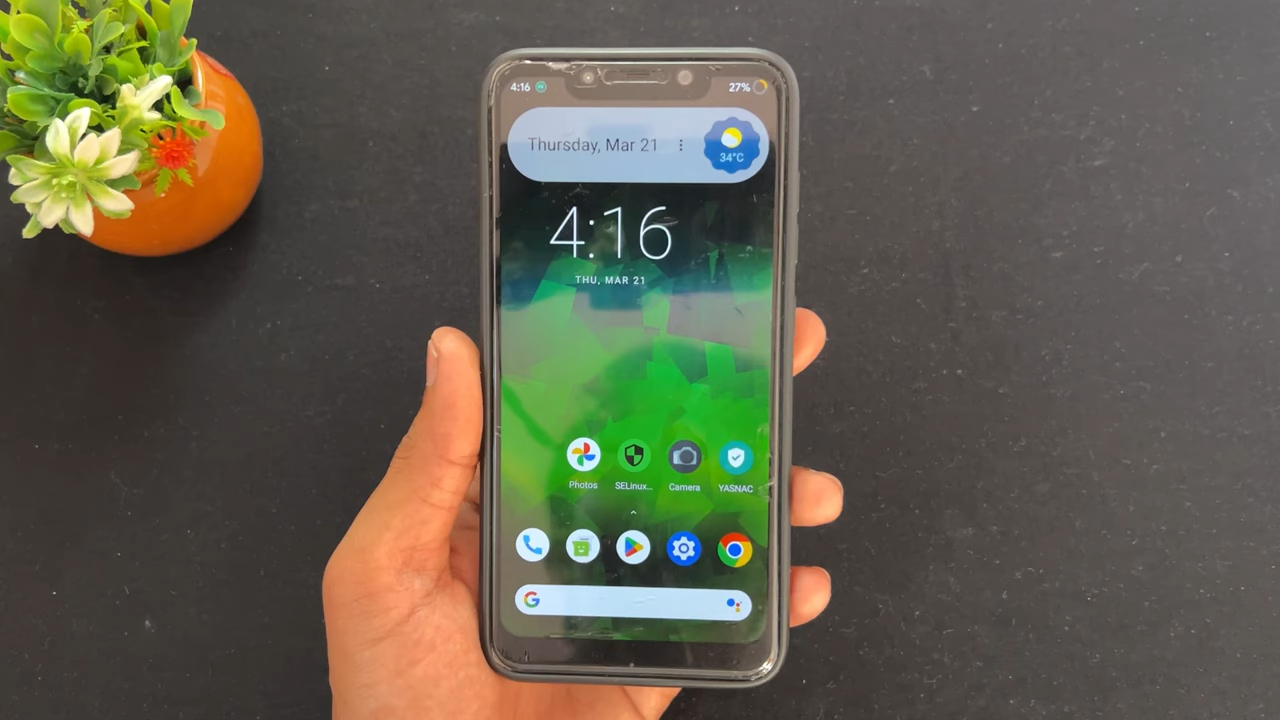 4:16
27%
Thursday, Mar 21
34°C
4:16
THU, MAR 21
Photos
SELinux...
Camera
YASNAC
G